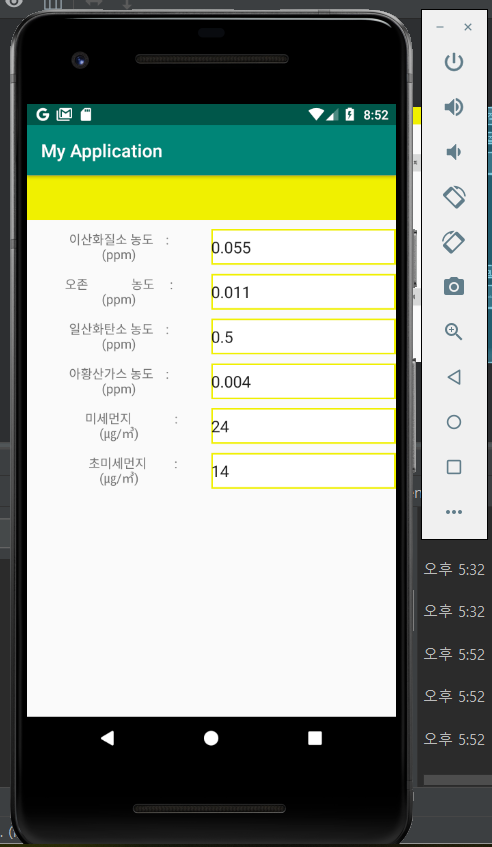 8:52
My Application
이산화질소 농도 :
(ppm)
0.055
오존 농도 :
(ppm)
0.011
일산화탄소 농도 :
(ppm)
0.5
아황산가스 농도 :
(ppm)
0.004
미세먼지 :
(㎍/㎥)
24
초미세먼지 :
(㎍/㎥)
14
오후 5:32
오후 5:32
오후 5:52
오후 5:52
오후 5:52